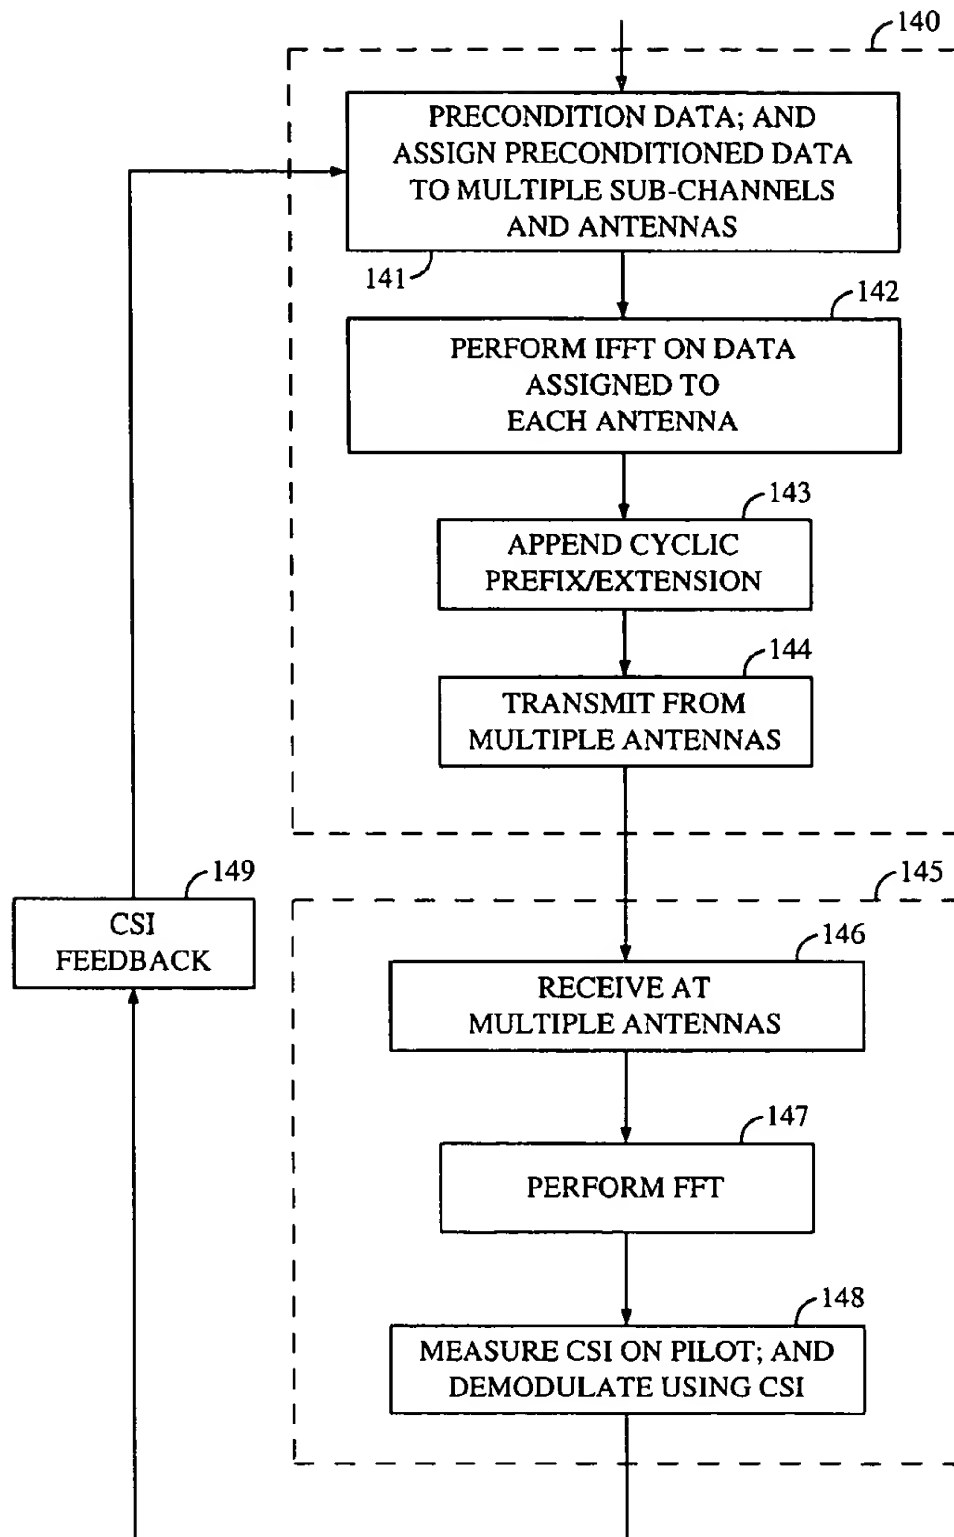 140
PRECONDITION DATA; AND
ASSIGN PRECONDITIONED DATA
TO MULTIPLE SUB-CHANNELS
AND ANTENNAS
141
142
PERFORM IFFT ON DATA
ASSIGNED TO
EACH ANTENNA
143
APPEND CYCLIC
PREFIX/EXTENSION
144
TRANSMIT FROM
MULTIPLE ANTENNAS
149
CSI
FEEDBACK
145
146
RECEIVE AT
MULTIPLE ANTENNAS
147
PERFORM FFT
148
MEASURE CSI ON PILOT; AND
DEMODULATE USING CSI